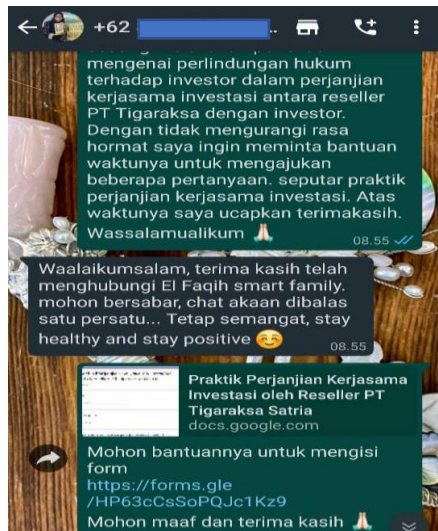 +62
..
mengenai perlindungan hukum
terhadap investor dalam perjanjian
kerjasama investasi antara reseller
PT Tigaraksa dengan investor.
Dengan tidak mengurangi rasa
hormat saya ingin meminta bantuan
waktunya untuk mengajukan
beberapa pertanyaan. seputar praktik
perjanjian kerjasama investasi. Atas
waktunya saya ucapkan terimakasih.
Wassalamualikum 🙏🏻
08.55
Waalaikumsalam, terima kasih telah
menghubungi El Faqih smart family.
mohon bersabar, chat akaan dibalas
satu persatu... Tetap semangat, stay
healthy and stay positive 😊
08.55
Praktik Perjanjian Kerjasama
Investasi oleh Reseller PT
Tigaraksa Satria
docs.google.com
Mohon bantuannya untuk mengisi
form
https://forms.gle
/HP63cCsSoPQJc1Kz9
Mohon maaf dan terima kasih 🙏🏻